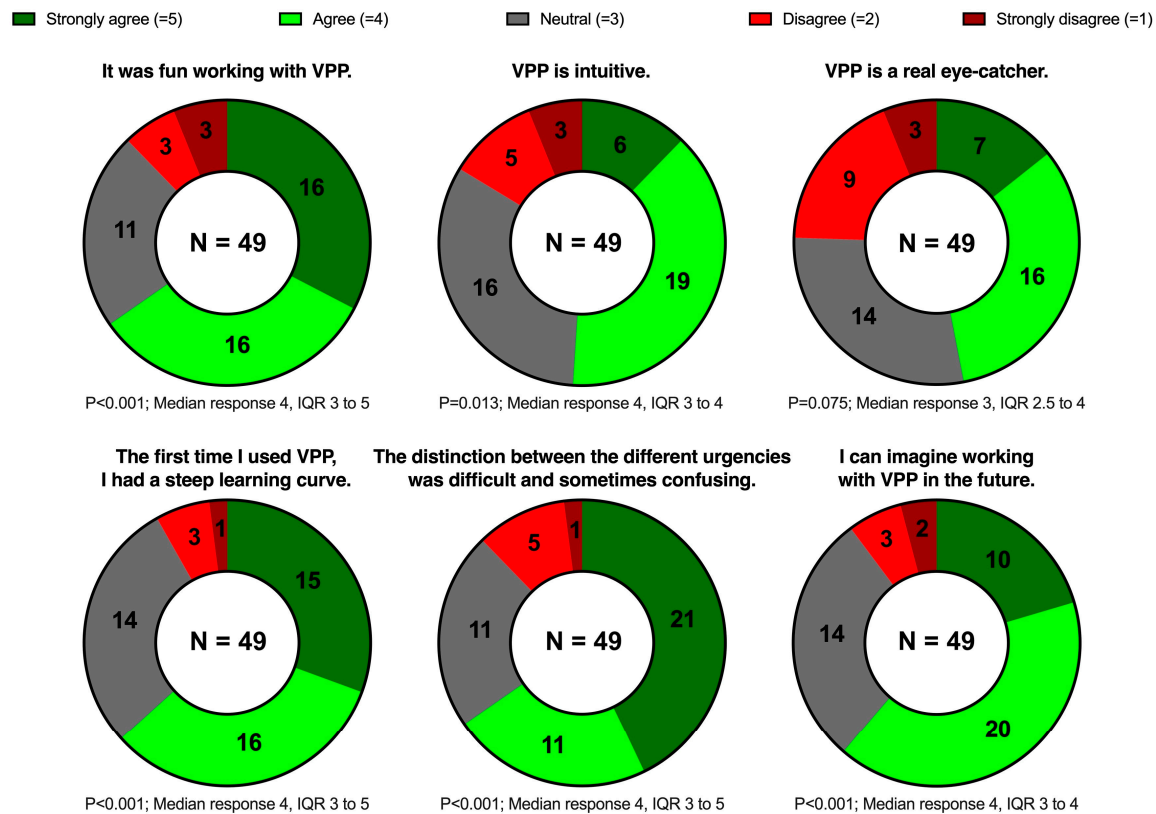 Strongly agree (=5) Agree (=4) Neutral (=3) Disagree (=2) Strongly disagree (=1)
It was fun working with VPP.
3 3 16 11 16
N = 49
P<0.001; Median response 4, IQR 3 to 5
VPP is intuitive.
3 6 5 19 16
N = 49
P=0.013; Median response 4, IQR 3 to 4
VPP is a real eye-catcher.
3 7 9 16 14
N = 49
P=0.075; Median response 3, IQR 2.5 to 4
The first time I used VPP,
I had a steep learning curve.
1 3 15 14 16
N = 49
P<0.001; Median response 4, IQR 3 to 5
The distinction between the different urgencies
was difficult and sometimes confusing.
1 5 21 11 11
N = 49
P<0.001; Median response 4, IQR 3 to 5
I can imagine working
with VPP in the future.
2 3 10 14 20
N = 49
P<0.001; Median response 4, IQR 3 to 4